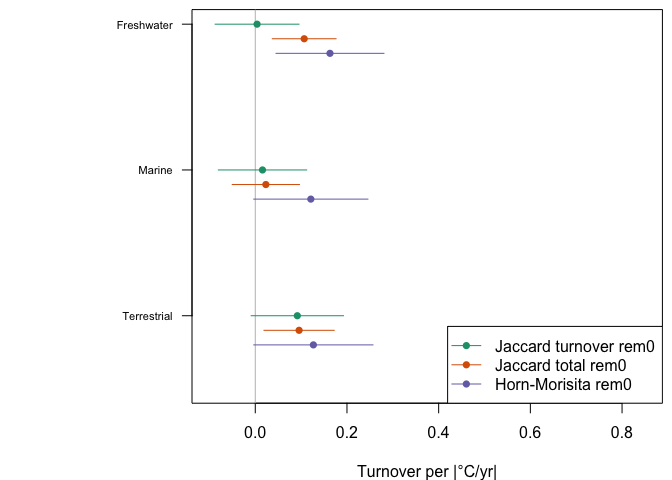 Freshwater
Marine
Terrestrial
Jaccard turnover rem0
Jaccard total rem0
Horn-Morisita rem0
0.0 0.2 0.4 0.6 0.8
Turnover per |°C/yr|